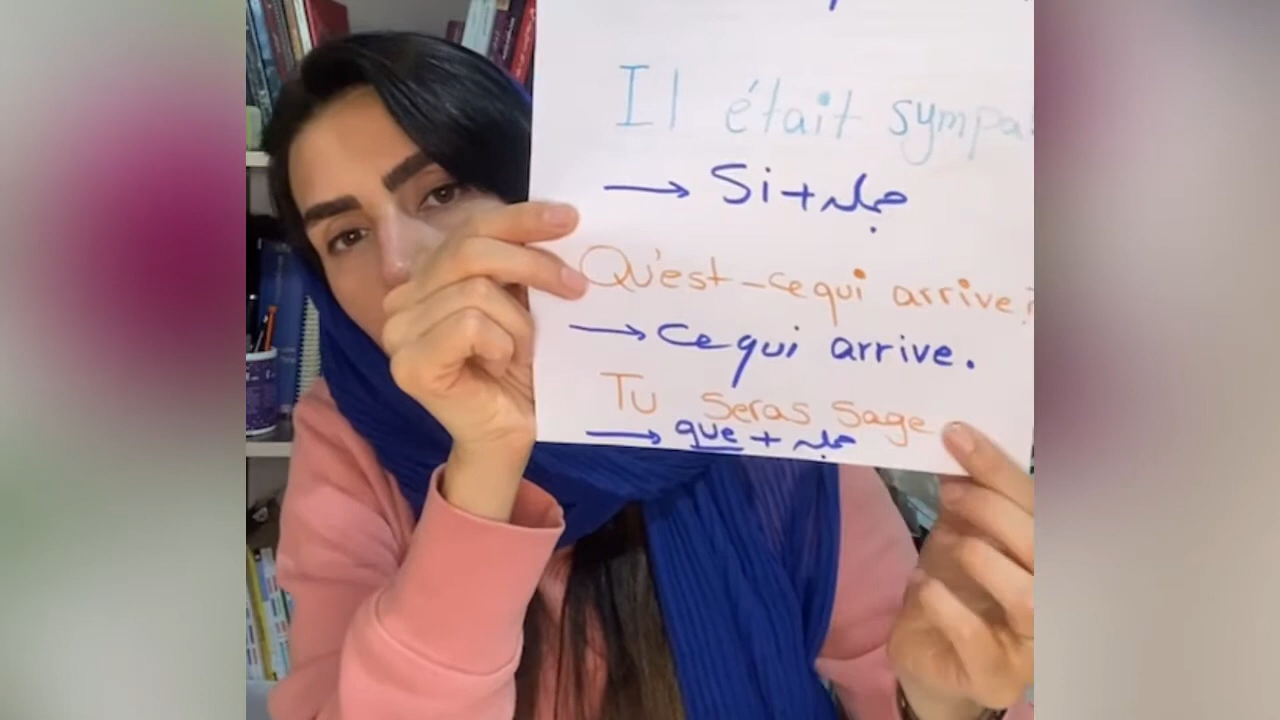 Il était sympa
→ Si + جمله
Qu'est-ce qui arrive?
→ Ce qui arrive.
Tu seras sage
→ que + جمله